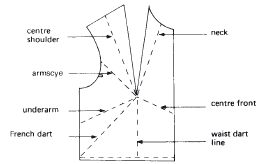 centre
shoulder
neck
armscye
underarm
centre front
French dart
waist dart
line